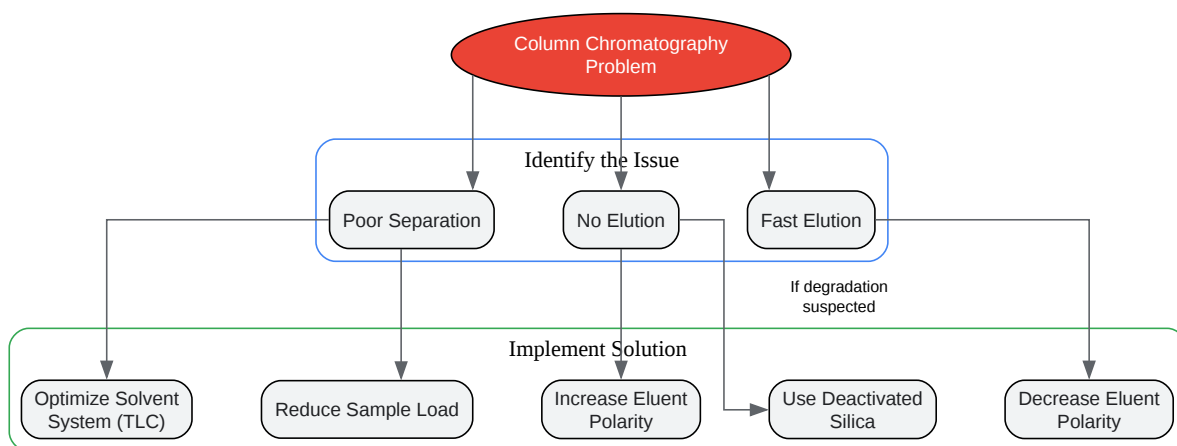 Column Chromatography
Problem
Identify the Issue
Poor Separation
No Elution
Fast Elution
If degradation
suspected
Implement Solution
Optimize Solvent
System (TLC)
Reduce Sample Load
Increase Eluent
Polarity
Use Deactivated
Silica
Decrease Eluent
Polarity